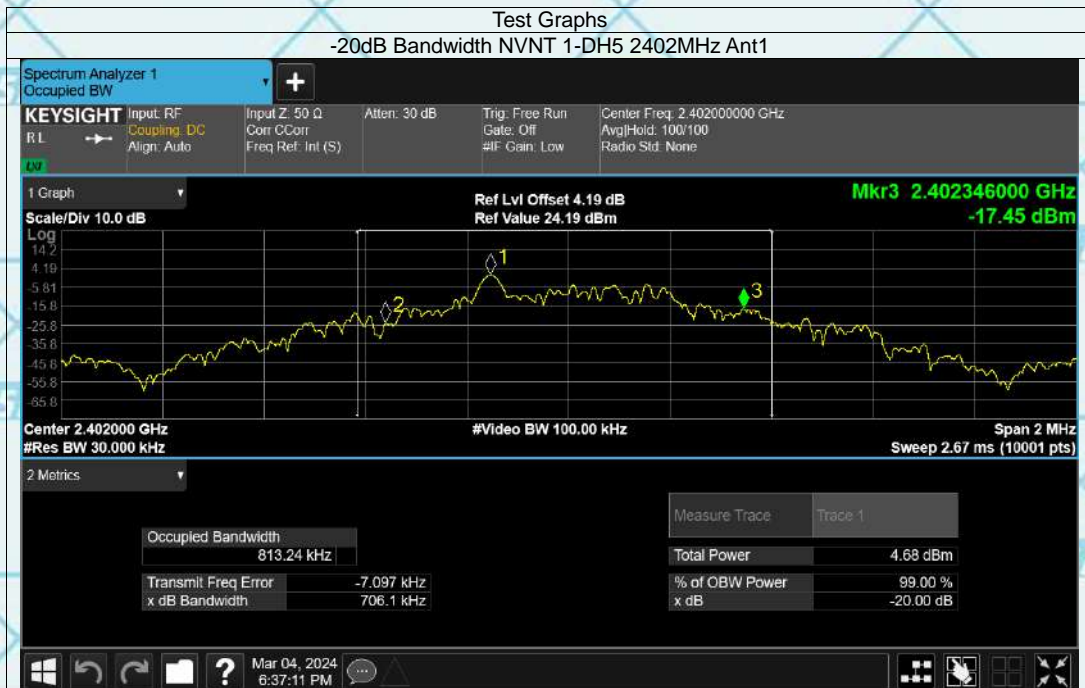 Test Graphs
-20dB Bandwidth NVNT 1-DH5 2402MHz Ant1
Spectrum Analyzer 1
Occupied BW
+
KEYSIGHT
RL
LXI
Input: RF
Coupling: DC
Align: Auto
Input Z: 50 Ω
Corr CCorr
Freq Ref: Int (S)
Atten: 30 dB
Trig: Free Run
Gate: Off
#IF Gain: Low
Center Freq: 2.402000000 GHz
Avg|Hold: 100/100
Radio Std: None
1 Graph
Scale/Div 10.0 dB
Ref Lvl Offset 4.19 dB
Ref Value 24.19 dBm
Mkr3 2.402346000 GHz
-17.45 dBm
Log
14.2
4.19
-5.81
-15.8
-25.8
-35.8
-45.8
-55.8
-65.8
1
2
3
Center 2.402000 GHz
#Video BW 100.00 kHz
Span 2 MHz
#Res BW 30.000 kHz
Sweep 2.67 ms (10001 pts)
2 Metrics
Measure Trace Trace 1
Occupied Bandwidth
813.24 kHz
Total Power 4.68 dBm
Transmit Freq Error -7.097 kHz
% of OBW Power 99.00 %
x dB Bandwidth 706.1 kHz
x dB -20.00 dB
?
Mar 04, 2024
6:37:11 PM